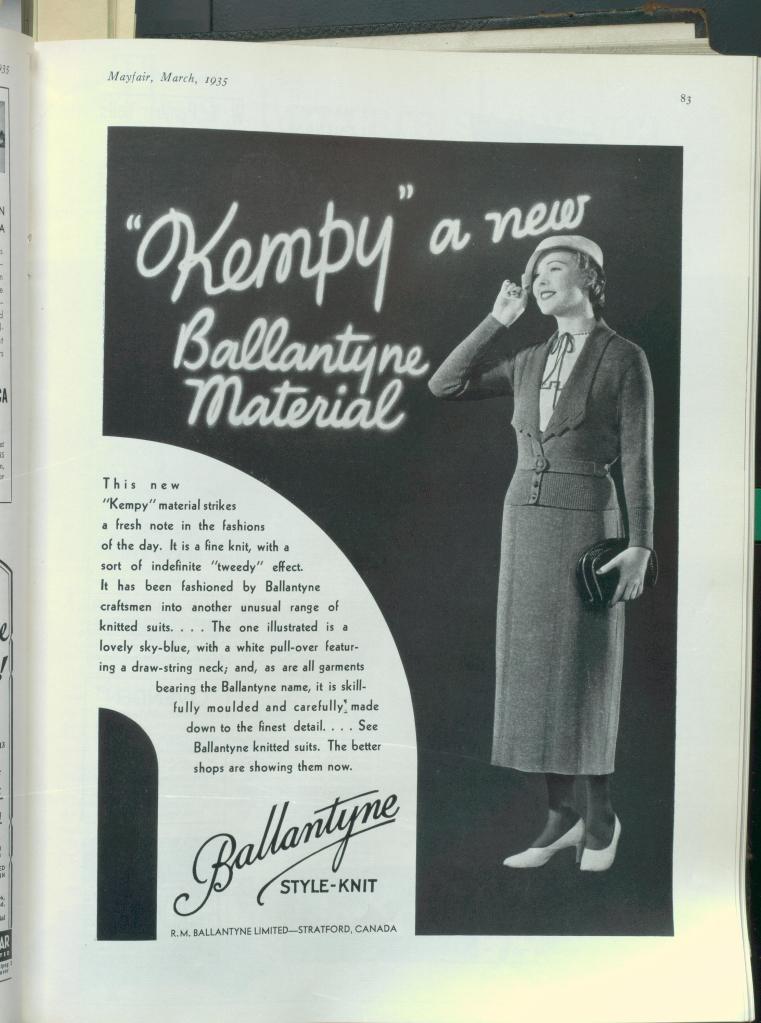 Mayfair, March, 1935
83
"Kempy" a new
Ballantyne
Material
This new
"Kempy" material strikes
a fresh note in the fashions
of the day. It is a fine knit, with a
sort of indefinite "tweedy" effect.
It has been fashioned by Ballantyne
craftsmen into another unusual range of
knitted suits. . . . The one illustrated is a
lovely sky-blue, with a white pull-over featur-
ing a draw-string neck; and, as are all garments
bearing the Ballantyne name, it is skil-
fully moulded and carefully made
down to the finest detail. . . . See
Ballantyne knitted suits. The better
shops are showing them now.
Ballantyne
STYLE-KNIT
R.M. BALLANTYNE LIMITED—STRATFORD, CANADA